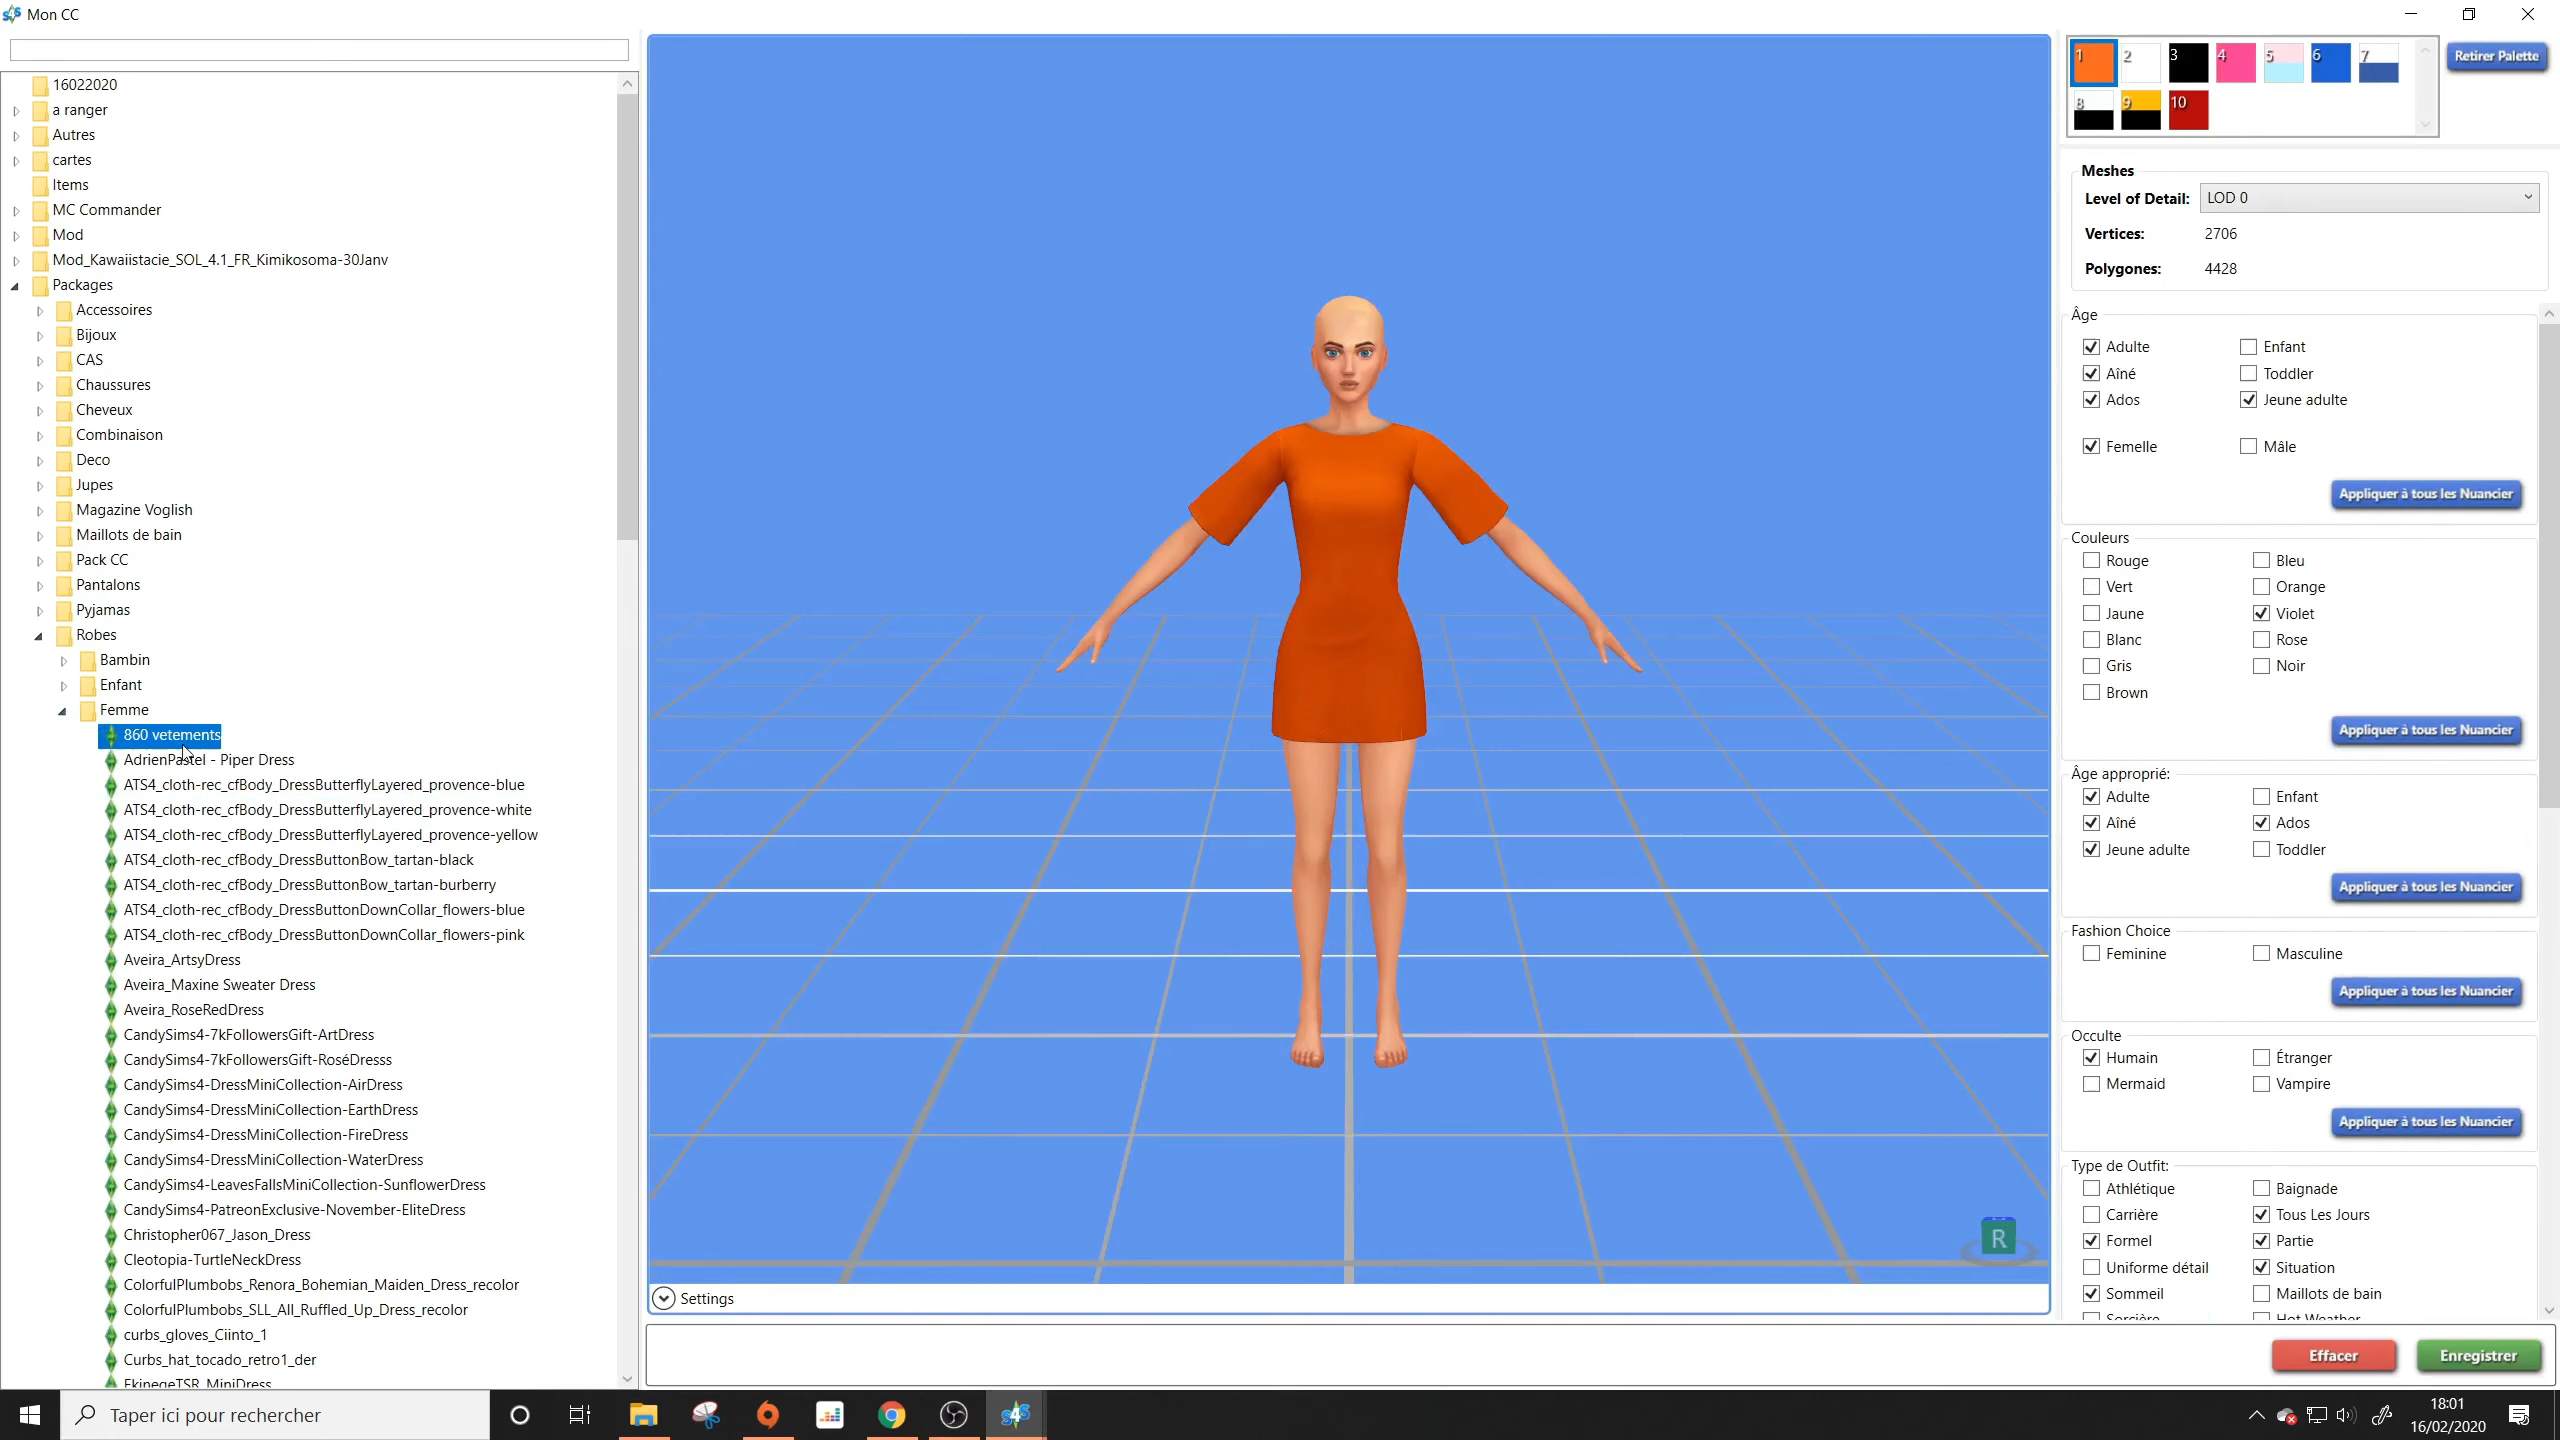 Mon CC
16022020
a ranger
Autres
cartes
Items
MC Commander
Mod
Mod_Kawaiistacie_SOL_4.1_FR_Kimikosoma-30Janv
Packages
Accessoires
Bijoux
CAS
Chaussures
Cheveux
Combinaison
Deco
Jupes
Magazine Voglish
Maillots de bain
Pack CC
Pantalons
Pyjamas
Robes
Bambin
Enfant
Femme
860 vetements
AdrienPastel - Piper Dress
ATS4_cloth-rec_cfBody_DressButterflyLayered_provence-blue
ATS4_cloth-rec_cfBody_DressButterflyLayered_provence-white
ATS4_cloth-rec_cfBody_DressButterflyLayered_provence-yellow
ATS4_cloth-rec_cfBody_DressButtonBow_tartan-black
ATS4_cloth-rec_cfBody_DressButtonBow_tartan-burberry
ATS4_cloth-rec_cfBody_DressButtonDownCollar_flowers-blue
ATS4_cloth-rec_cfBody_DressButtonDownCollar_flowers-pink
Aveira_ArtsyDress
Aveira_Maxine Sweater Dress
Aveira_RoseRedDress
CandySims4-7kFollowersGift-ArtDress
CandySims4-7kFollowersGift-RoséDresss
CandySims4-DressMiniCollection-AirDress
CandySims4-DressMiniCollection-EarthDress
CandySims4-DressMiniCollection-FireDress
CandySims4-DressMiniCollection-WaterDress
CandySims4-LeavesFallsMiniCollection-SunflowerDress
CandySims4-PatreonExclusive-November-EliteDress
Christopher067_Jason_Dress
Cleotopia-TurtleNeckDress
ColorfulPlumbobs_Renora_Bohemian_Maiden_Dress_recolor
ColorfulPlumbobs_SLL_All_Ruffled_Up_Dress_recolor
curbs_gloves_Ciinto_1
Curbs_hat_tocado_retro1_der
EkinegeTSR_MiniDress
R
Settings
1 2 3 4 5 6 7
8 9 10
Retirer Palette
Meshes
Level of Detail: LOD 0
Vertices: 2706
Polygones: 4428
Âge
Adulte Enfant
Aîné Toddler
Ados Jeune adulte
Femelle Mâle
Appliquer à tous les Nuancier
Couleurs
Rouge Bleu
Vert Orange
Jaune Violet
Blanc Rose
Gris Noir
Brown
Appliquer à tous les Nuancier
Âge approprié:
Adulte Enfant
Aîné Ados
Jeune adulte Toddler
Appliquer à tous les Nuancier
Fashion Choice
Feminine Masculine
Appliquer à tous les Nuancier
Occulte
Humain Étranger
Mermaid Vampire
Appliquer à tous les Nuancier
Type de Outfit:
Athlétique Baignade
Carrière Tous Les Jours
Formel Partie
Uniforme détail Situation
Sommeil Maillots de bain
Sorcière Hot Weather
Effacer Enregistrer
Taper ici pour rechercher
S4S
18:01
16/02/2020